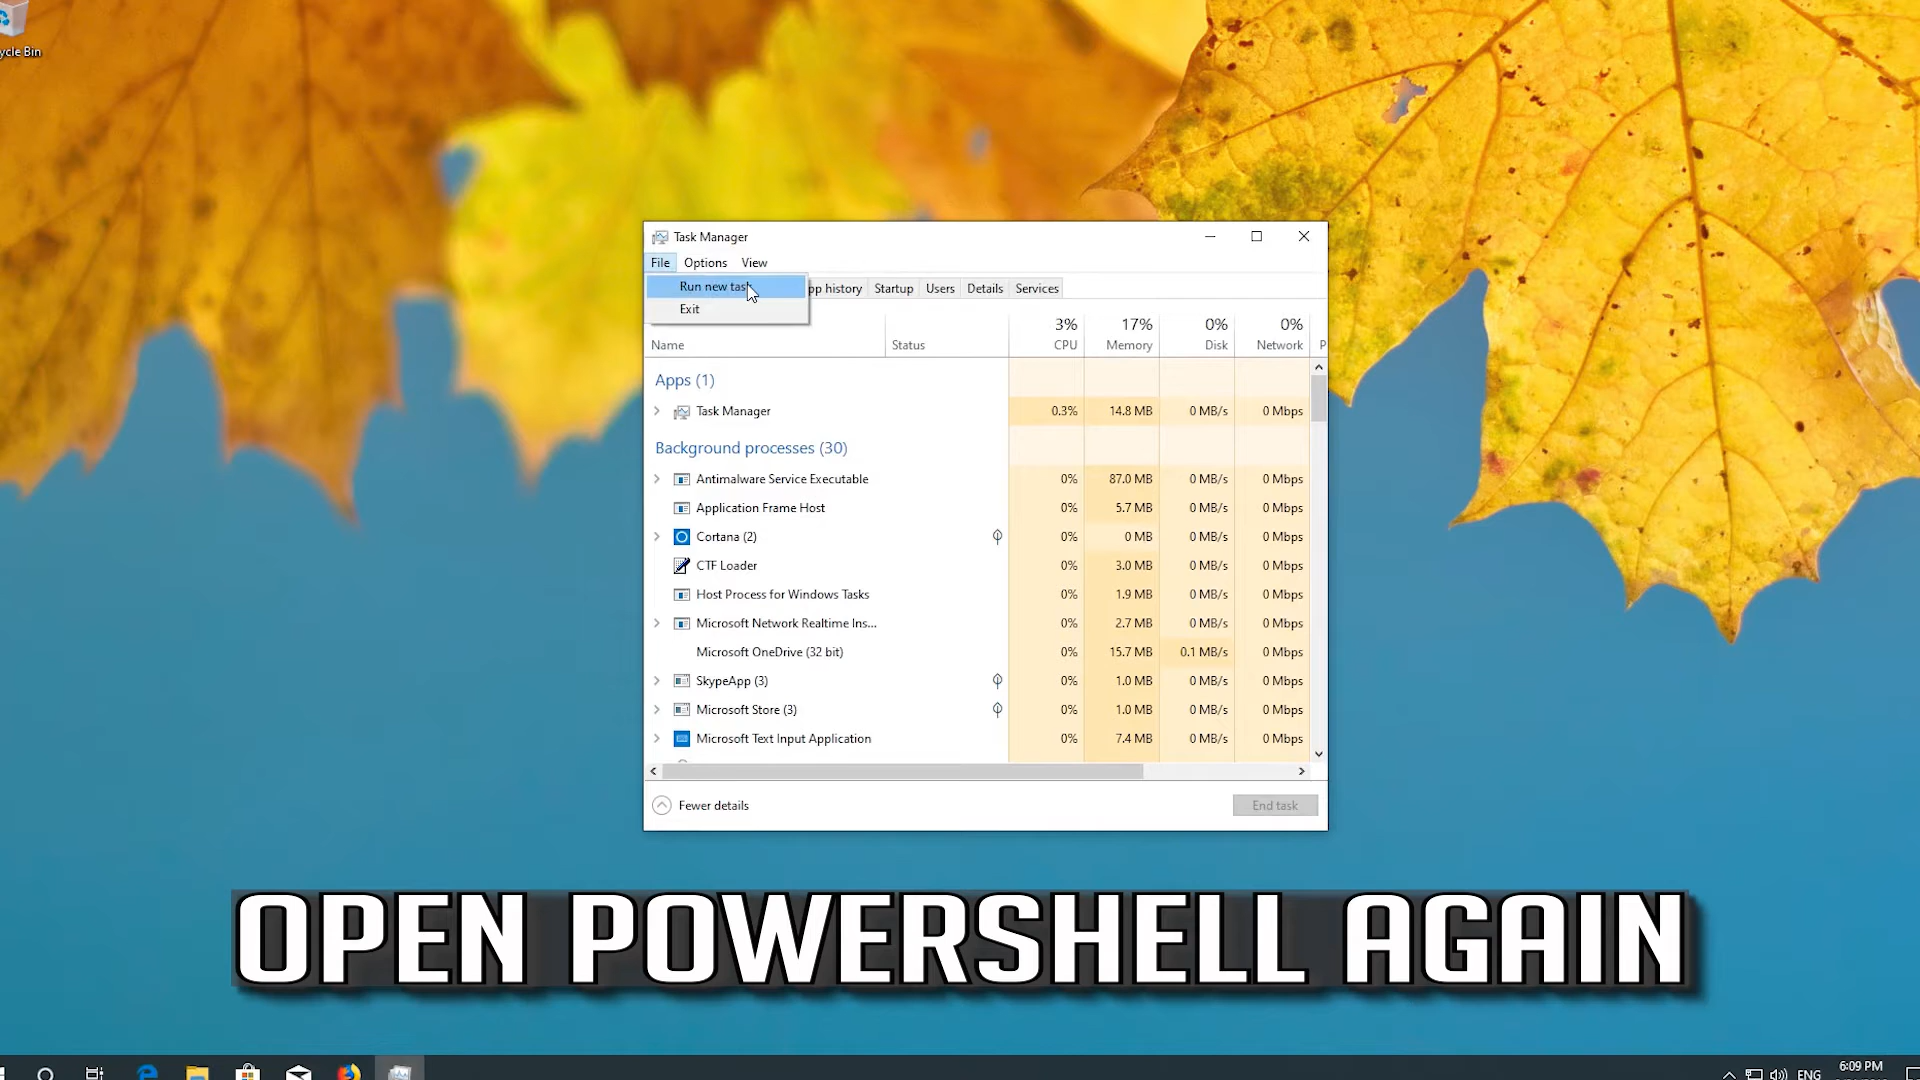 ycle Bin
Task Manager
File Options View
Run new task
Exit
pp history Startup Users Details Services
3% 17% 0% 0%
Name Status CPU Memory Disk Network P
Apps (1)
Task Manager 0.3% 14.8 MB 0 MB/s 0 Mbps
Background processes (30)
Antimalware Service Executable 0% 87.0 MB 0 MB/s 0 Mbps
Application Frame Host 0% 5.7 MB 0 MB/s 0 Mbps
Cortana (2) 0% 0 MB 0 MB/s 0 Mbps
CTF Loader 0% 3.0 MB 0 MB/s 0 Mbps
Host Process for Windows Tasks 0% 1.9 MB 0 MB/s 0 Mbps
Microsoft Network Realtime Ins... 0% 2.7 MB 0 MB/s 0 Mbps
Microsoft OneDrive (32 bit) 0% 15.7 MB 0.1 MB/s 0 Mbps
SkypeApp (3) 0% 1.0 MB 0 MB/s 0 Mbps
Microsoft Store (3) 0% 1.0 MB 0 MB/s 0 Mbps
Microsoft Text Input Application 0% 7.4 MB 0 MB/s 0 Mbps
Fewer details End task
OPEN POWERSHELL AGAIN
6:09 PM
ENG